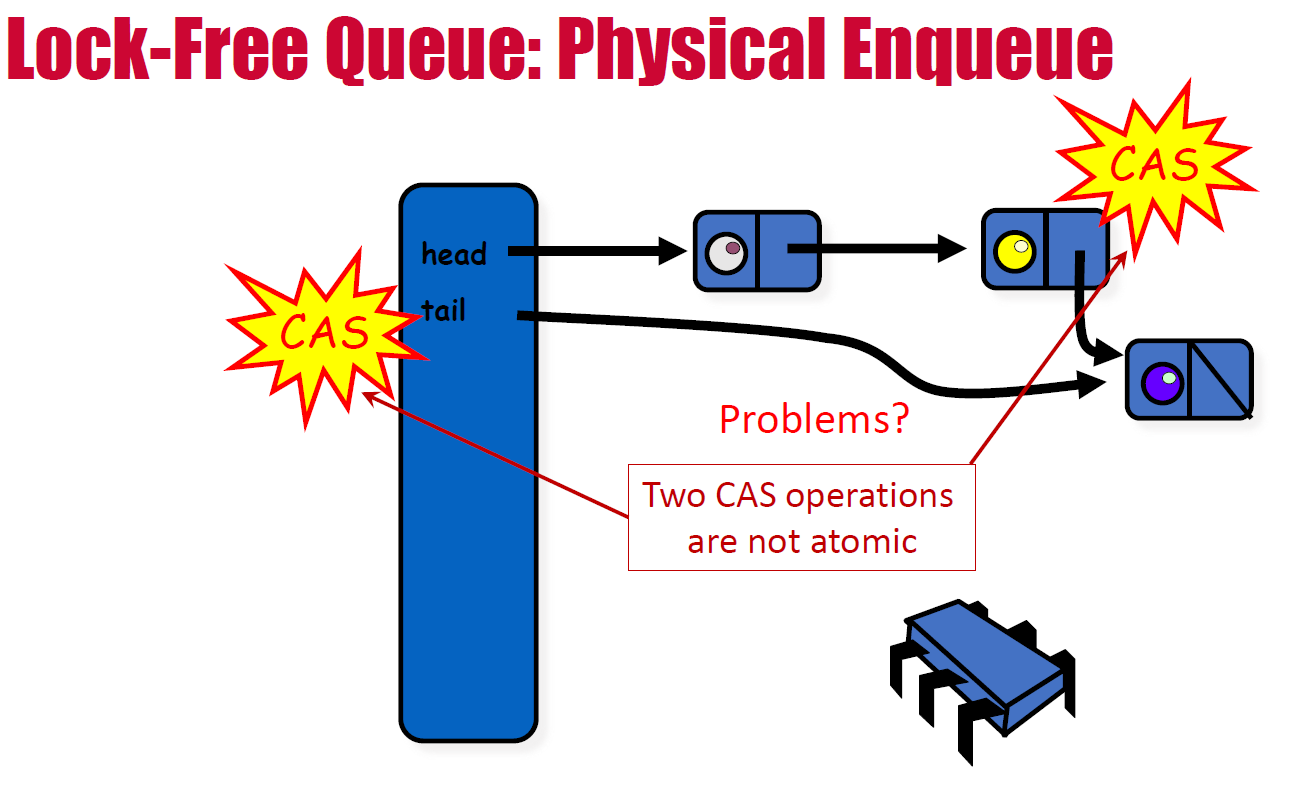 Lock-Free Queue: Physical Enqueue
CAS
head
tail
CAS
Problems?
Two CAS operations
are not atomic